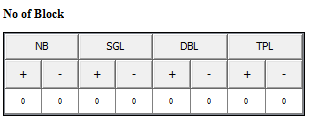 No of Block
NB SGL DBL TPL
+ - + - + - + -
0 0 0 0 0 0 0 0